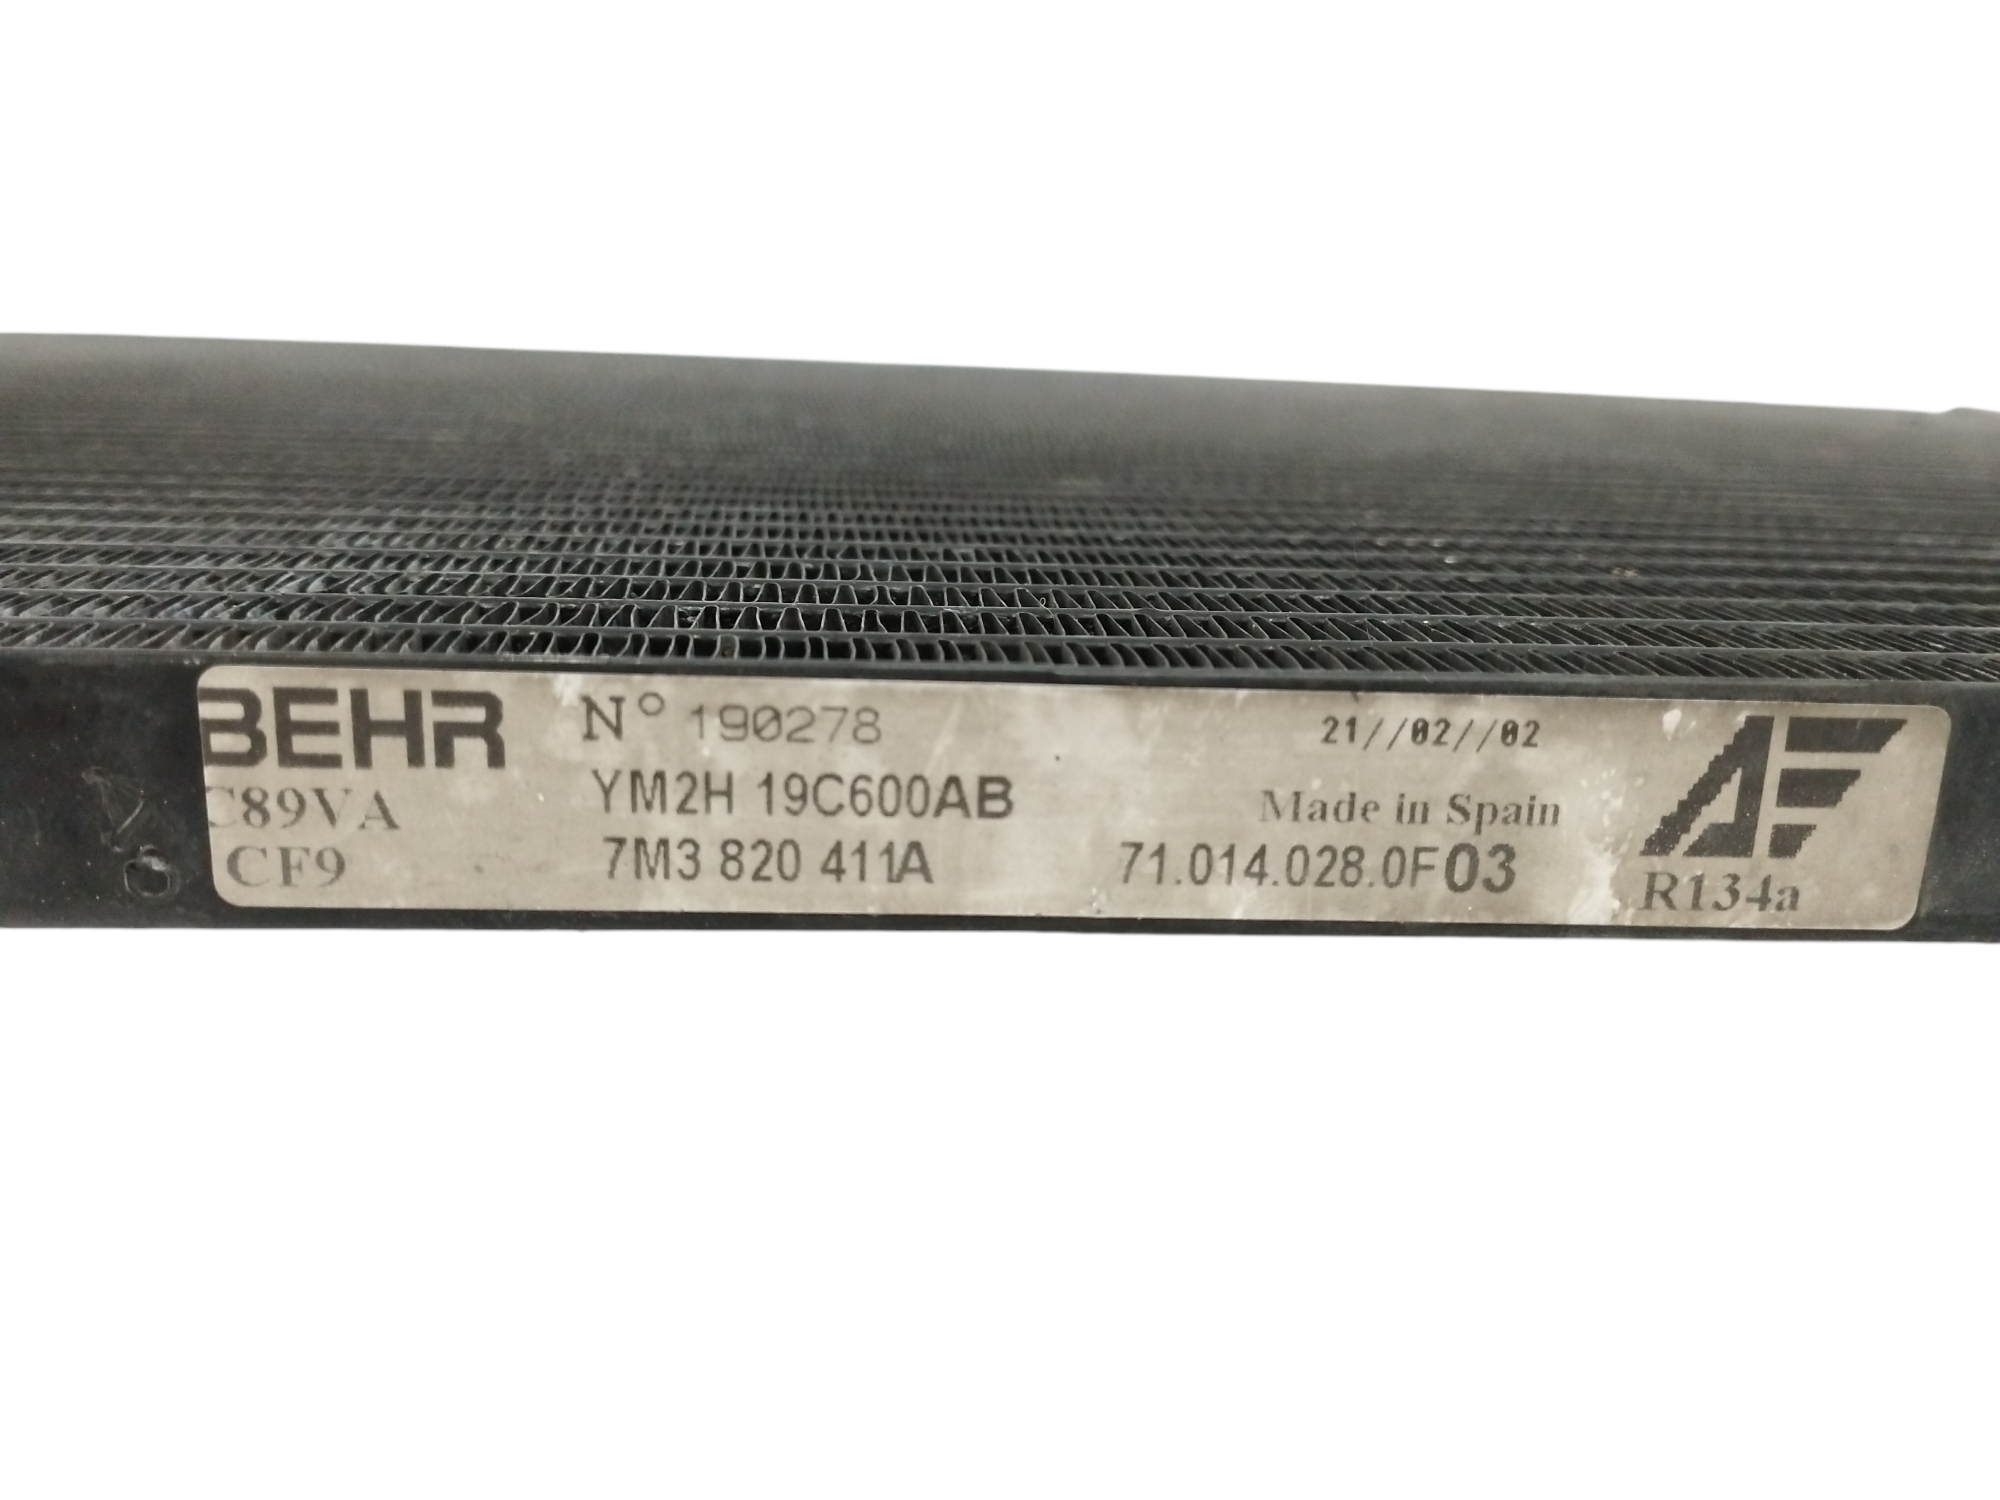 BEHR N° 190278 21//02//02 AF
C89VA YM2H 19C600AB Made in Spain
CF9 7M3 820 411A 71.014.028.0F03 R134a